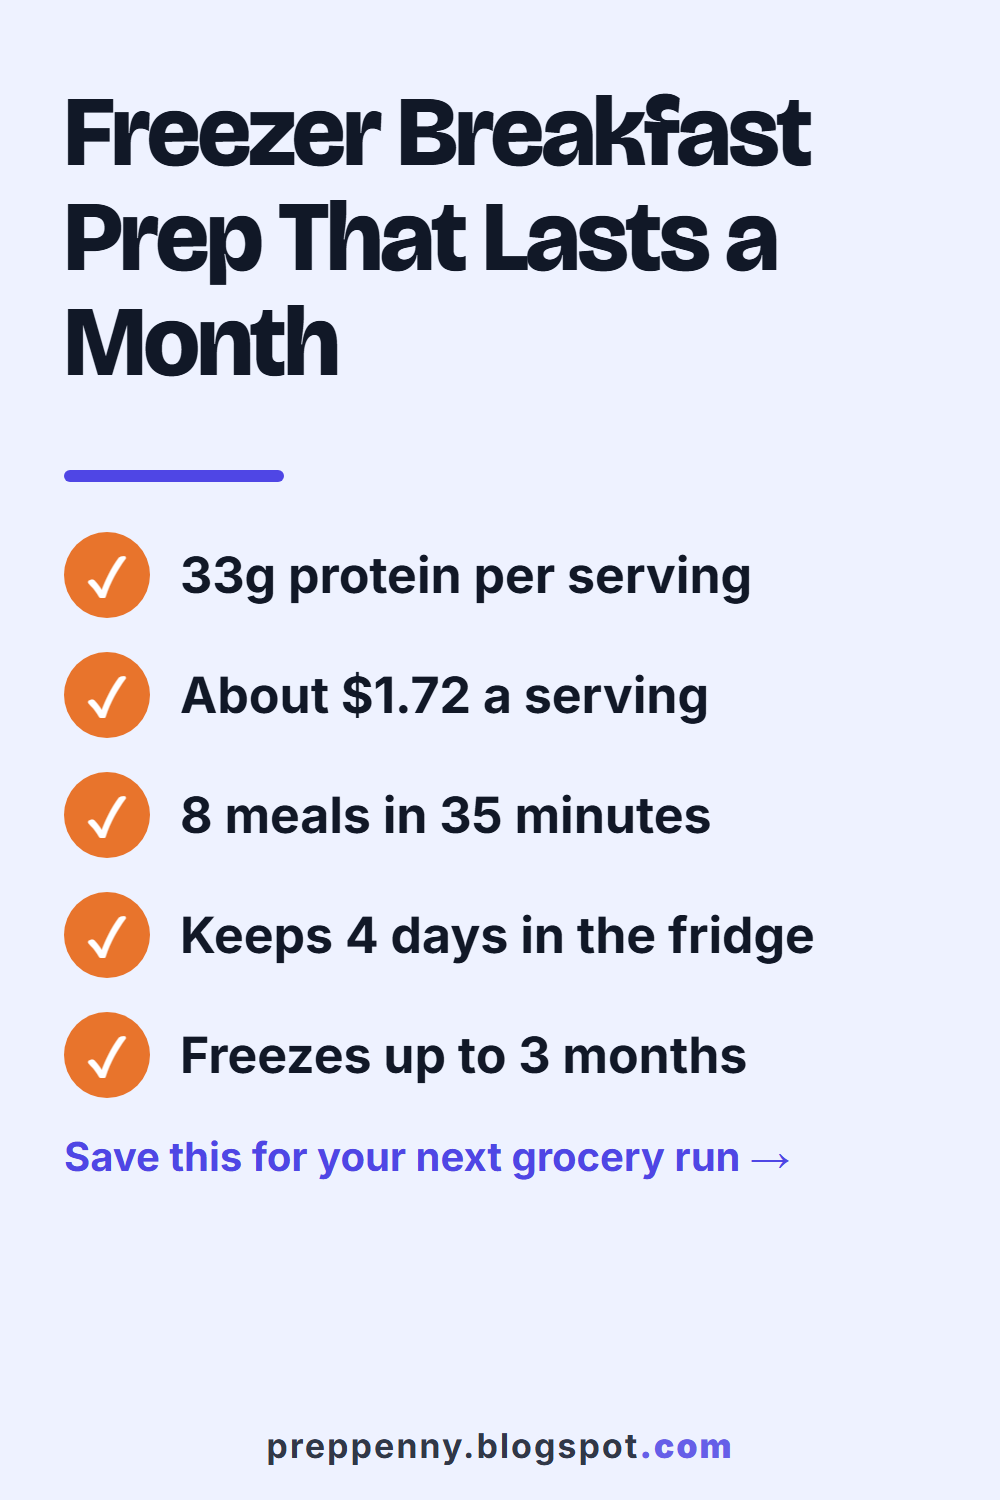 Freezer Breakfast
Prep That Lasts a
Month
✓ 33g protein per serving
✓ About $1.72 a serving
✓ 8 meals in 35 minutes
✓ Keeps 4 days in the fridge
✓ Freezes up to 3 months
Save this for your next grocery run →
preppenny.blogspot.com